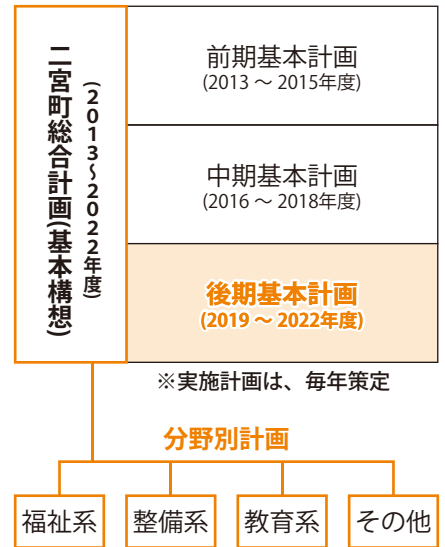 二宮町総合計画(基本構想)
(2013～2022年度)
前期基本計画
(2013 ～ 2015年度)
中期基本計画
(2016 ～ 2018年度)
後期基本計画
(2019 ～ 2022年度)
※実施計画は、毎年策定
分野別計画
福祉系
整備系
教育系
その他